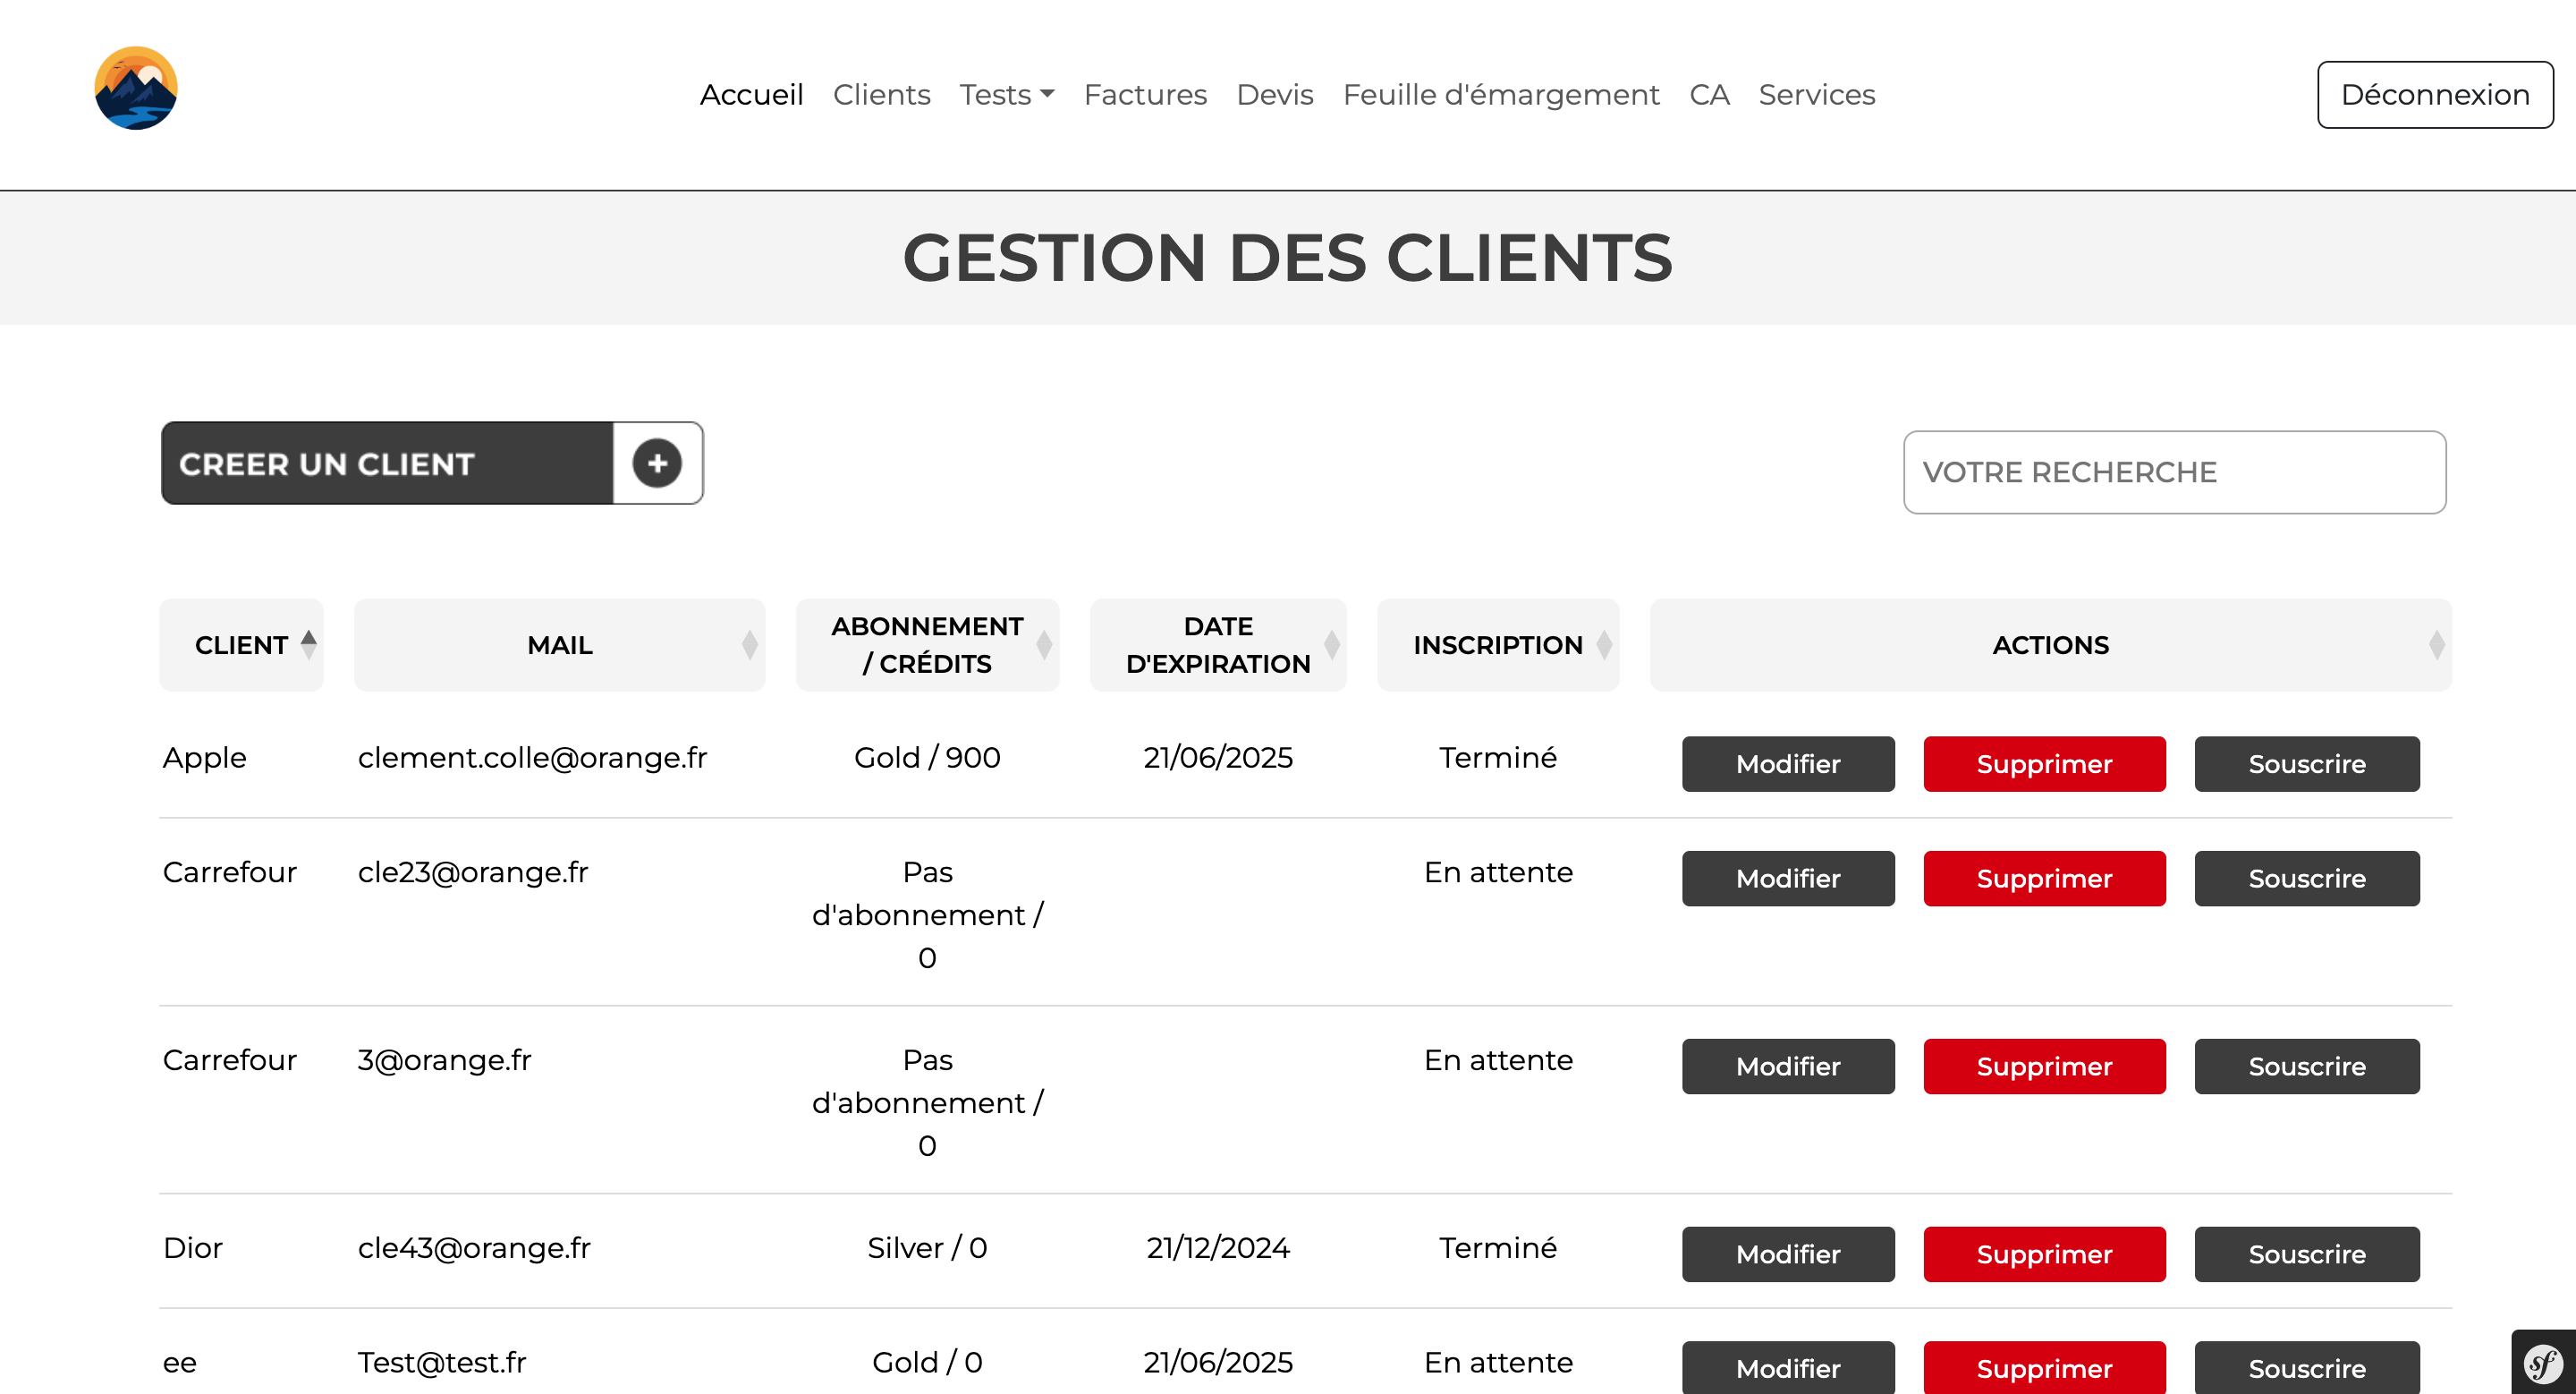 Accueil Clients Tests Factures Devis Feuille d'émargement CA Services Déconnexion
GESTION DES CLIENTS
CREER UN CLIENT
VOTRE RECHERCHE
CLIENT MAIL ABONNEMENT / CRÉDITS DATE D'EXPIRATION INSCRIPTION ACTIONS
Apple clement.colle@orange.fr Gold / 900 21/06/2025 Terminé Modifier Supprimer Souscrire
Carrefour cle23@orange.fr Pas d'abonnement / 0 En attente Modifier Supprimer Souscrire
Carrefour 3@orange.fr Pas d'abonnement / 0 En attente Modifier Supprimer Souscrire
Dior cle43@orange.fr Silver / 0 21/12/2024 Terminé Modifier Supprimer Souscrire
ee Test@test.fr Gold / 0 21/06/2025 En attente Modifier Supprimer Souscrire
sf